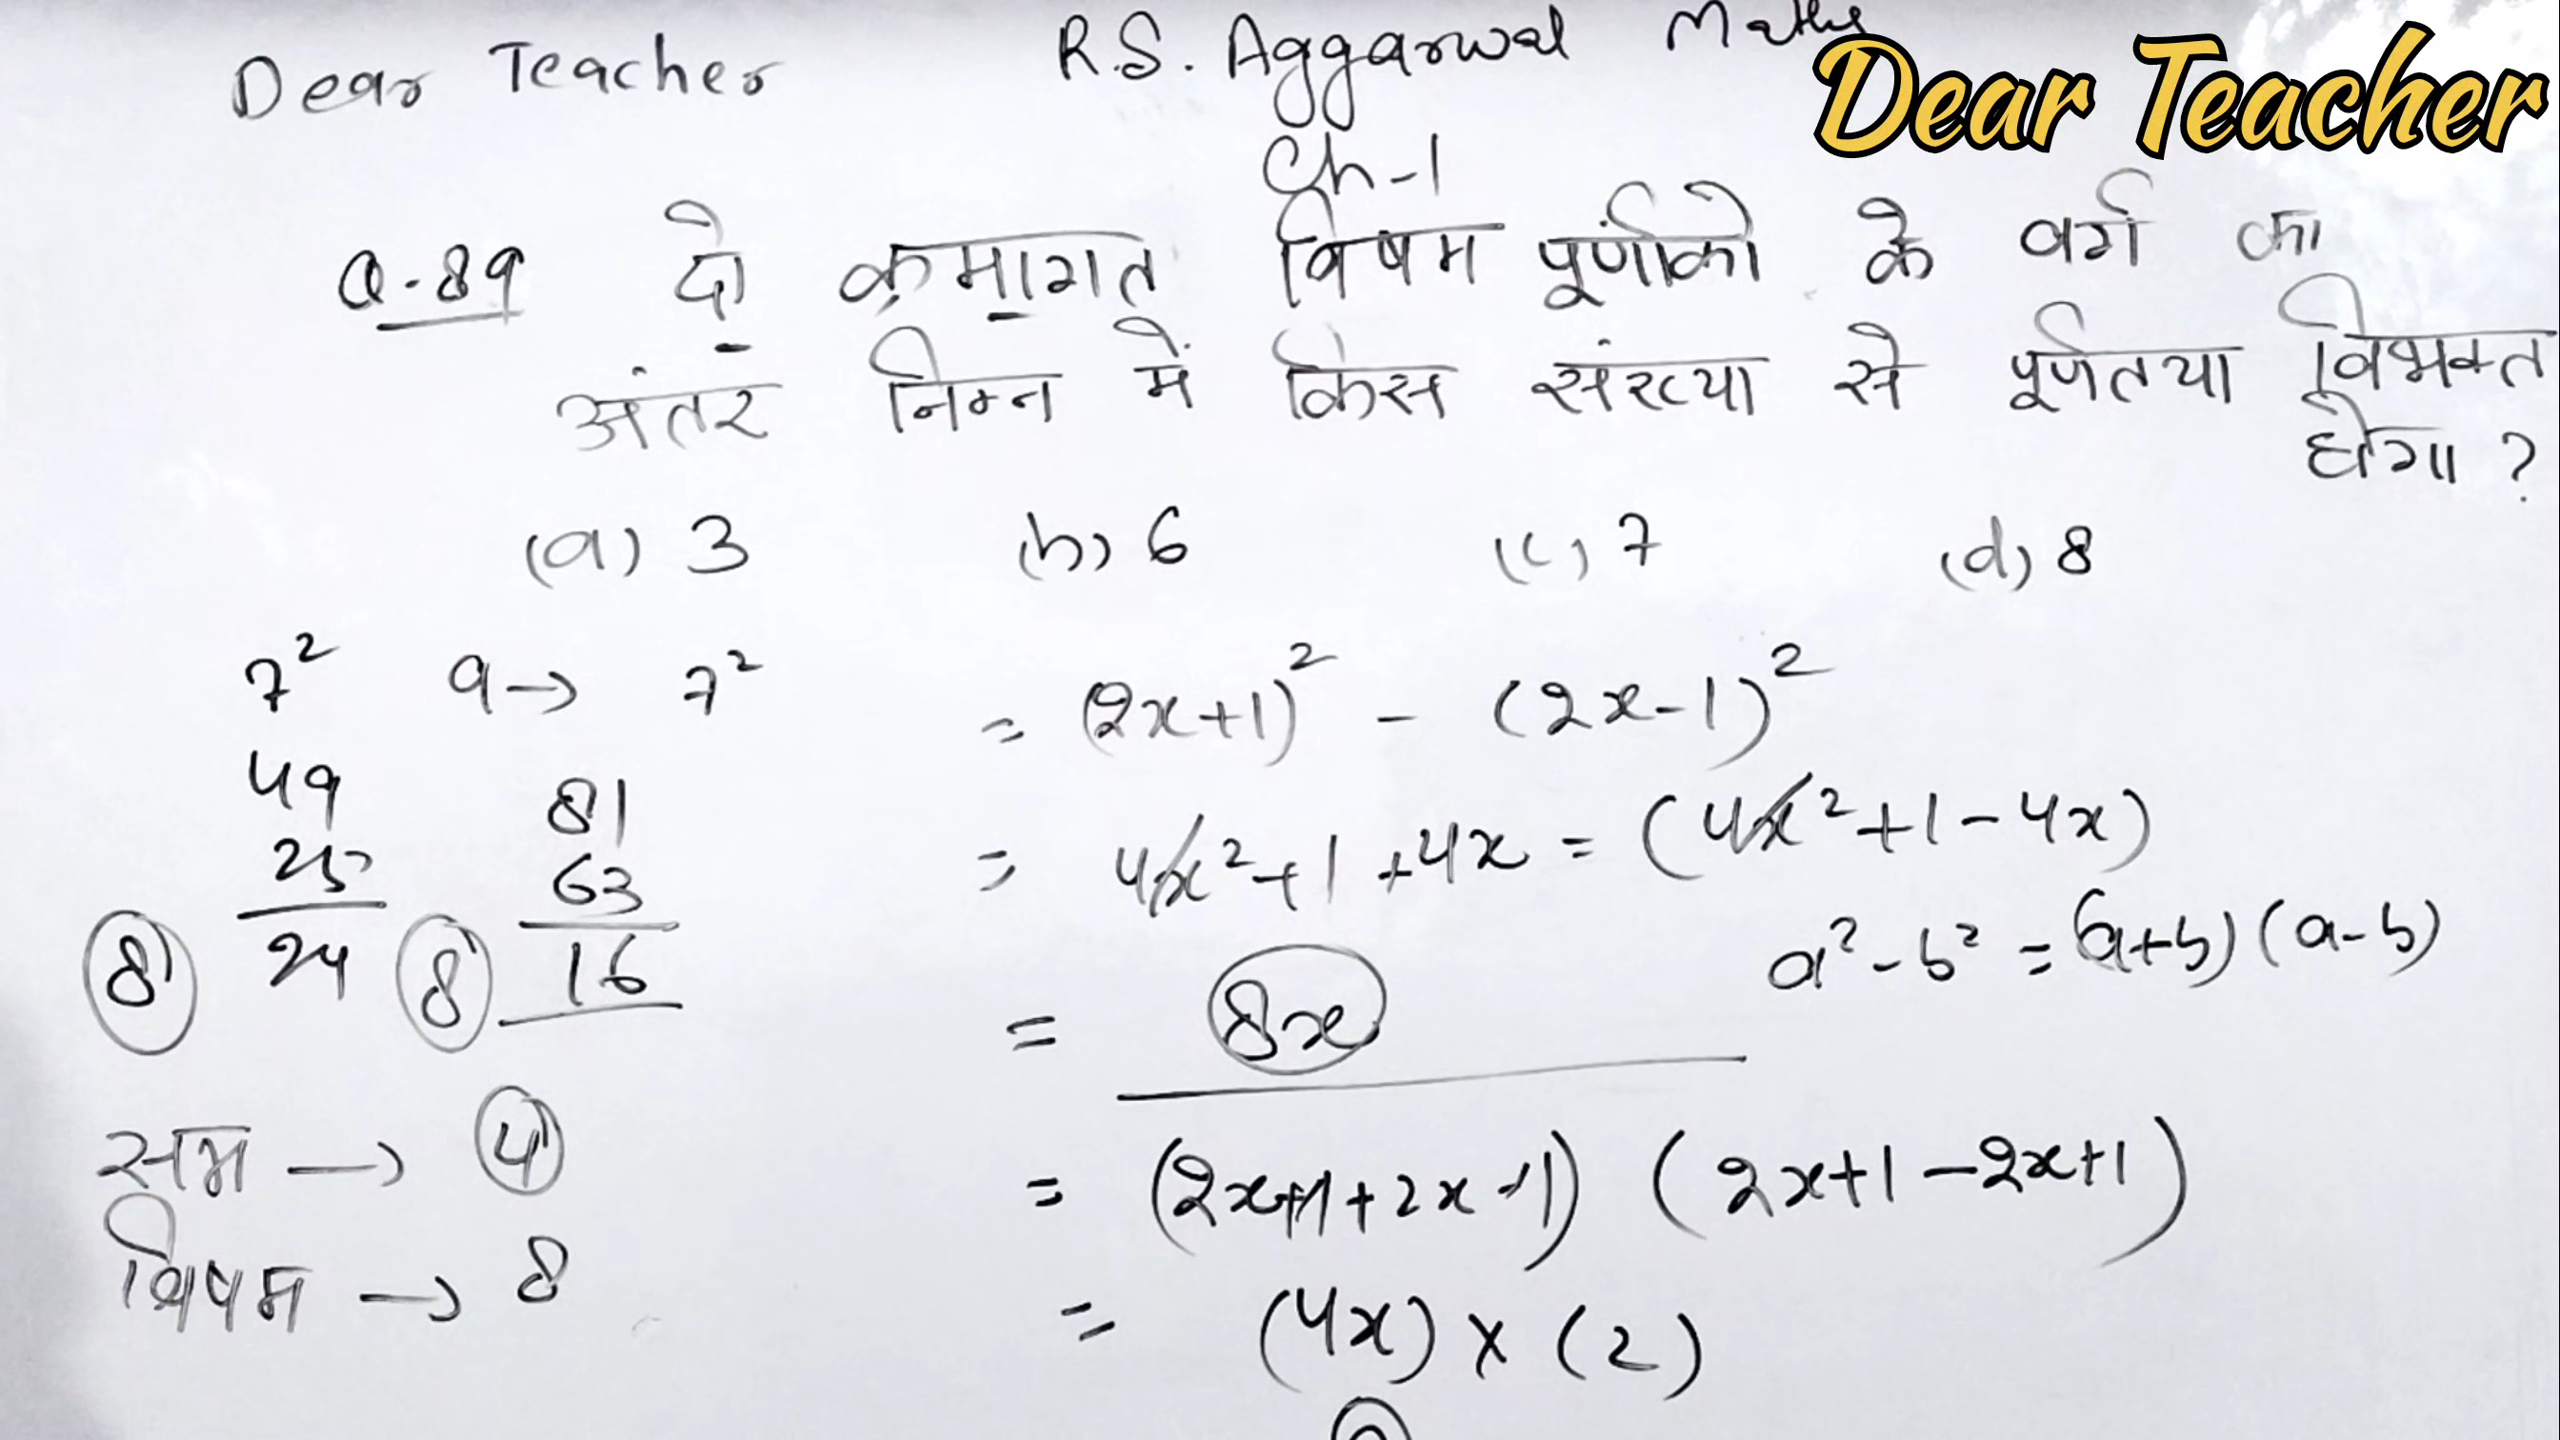 Dear Teacher
R.S. Aggarwal Maths
Dear Teacher
Ch-1
Q.89 दो क्रमागत विषम पूर्णांको के वर्ग का
अंतर निम्न में किस संख्या से पूर्णतया विभक्त
होगा ?
(a) 3 (b) 6 (c) 7 (d) 8
7² 9→ 7²
49
25
8) 24
81
63
8) 16
सम → 4)
विषम → 8
= (2x+1)² - (2x-1)²
= 4x²+1+4x = (4x²+1-4x)
a²-b² = (a+b)(a-b)
= 8x
= (2x+1+2x-1) (2x+1-2x+1)
= (4x) x (2)